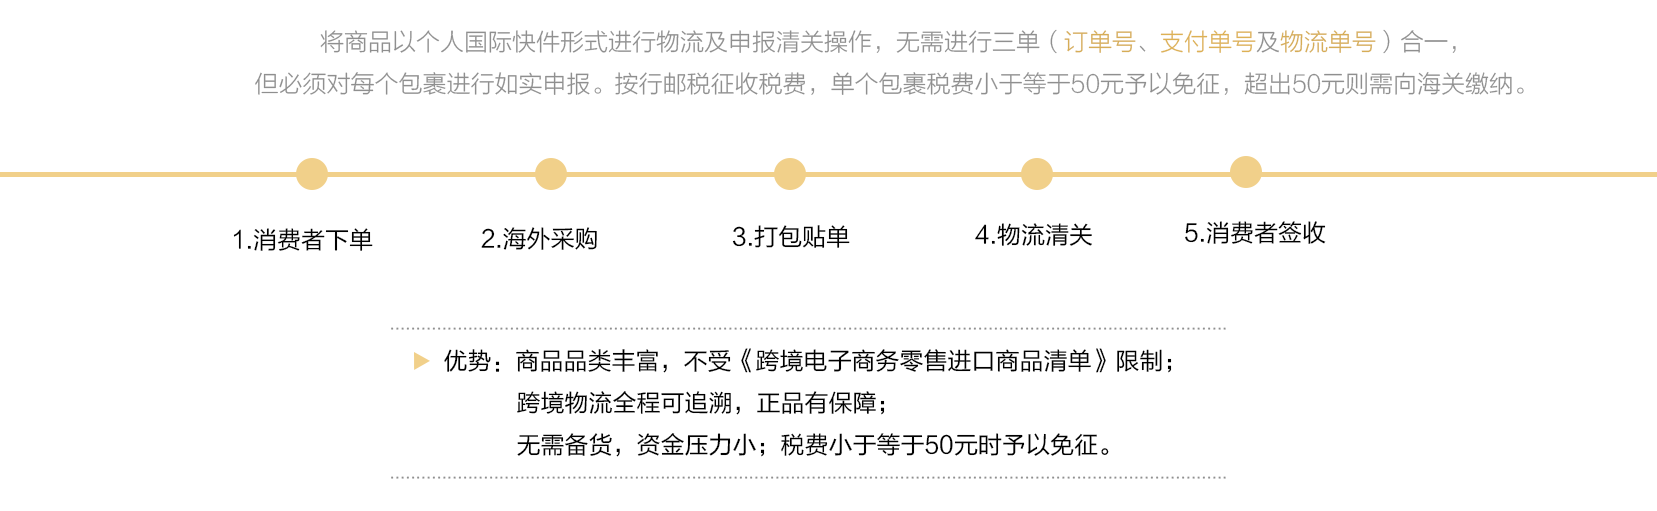 将商品以个人国际快件形式进行物流及申报清关操作，无需进行三单（订单号、支付单号及物流单号）合一，
但必须对每个包裹进行如实申报。按行邮税征收税费，单个包裹税费小于等于50元予以免征，超出50元则需向海关缴纳。
1.消费者下单
2.海外采购
3.打包贴单
4.物流清关
5.消费者签收
优势：商品品类丰富，不受《跨境电子商务零售进口商品清单》限制；
跨境物流全程可追溯，正品有保障；
无需备货，资金压力小；税费小于等于50元时予以免征。